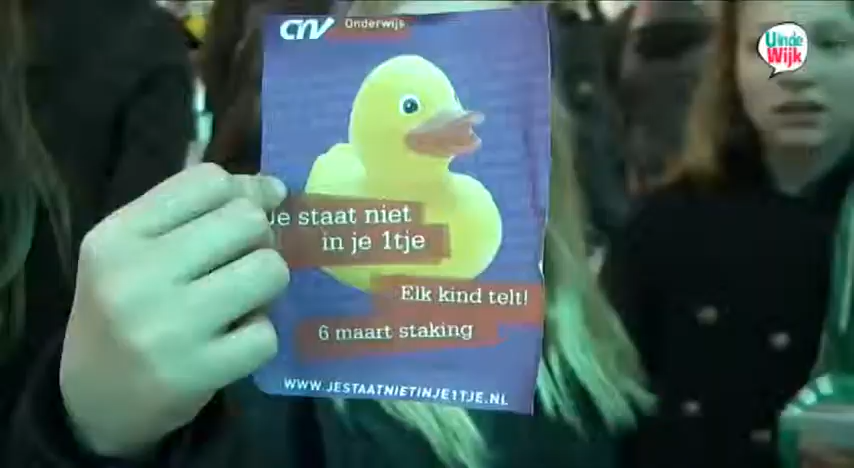 CNV Onderwijs
U in de
Wijk
Je staat niet
in je 1tje
Elk kind telt!
6 maart staking
WWW.JESTAATNIETINJE1TJE.NL